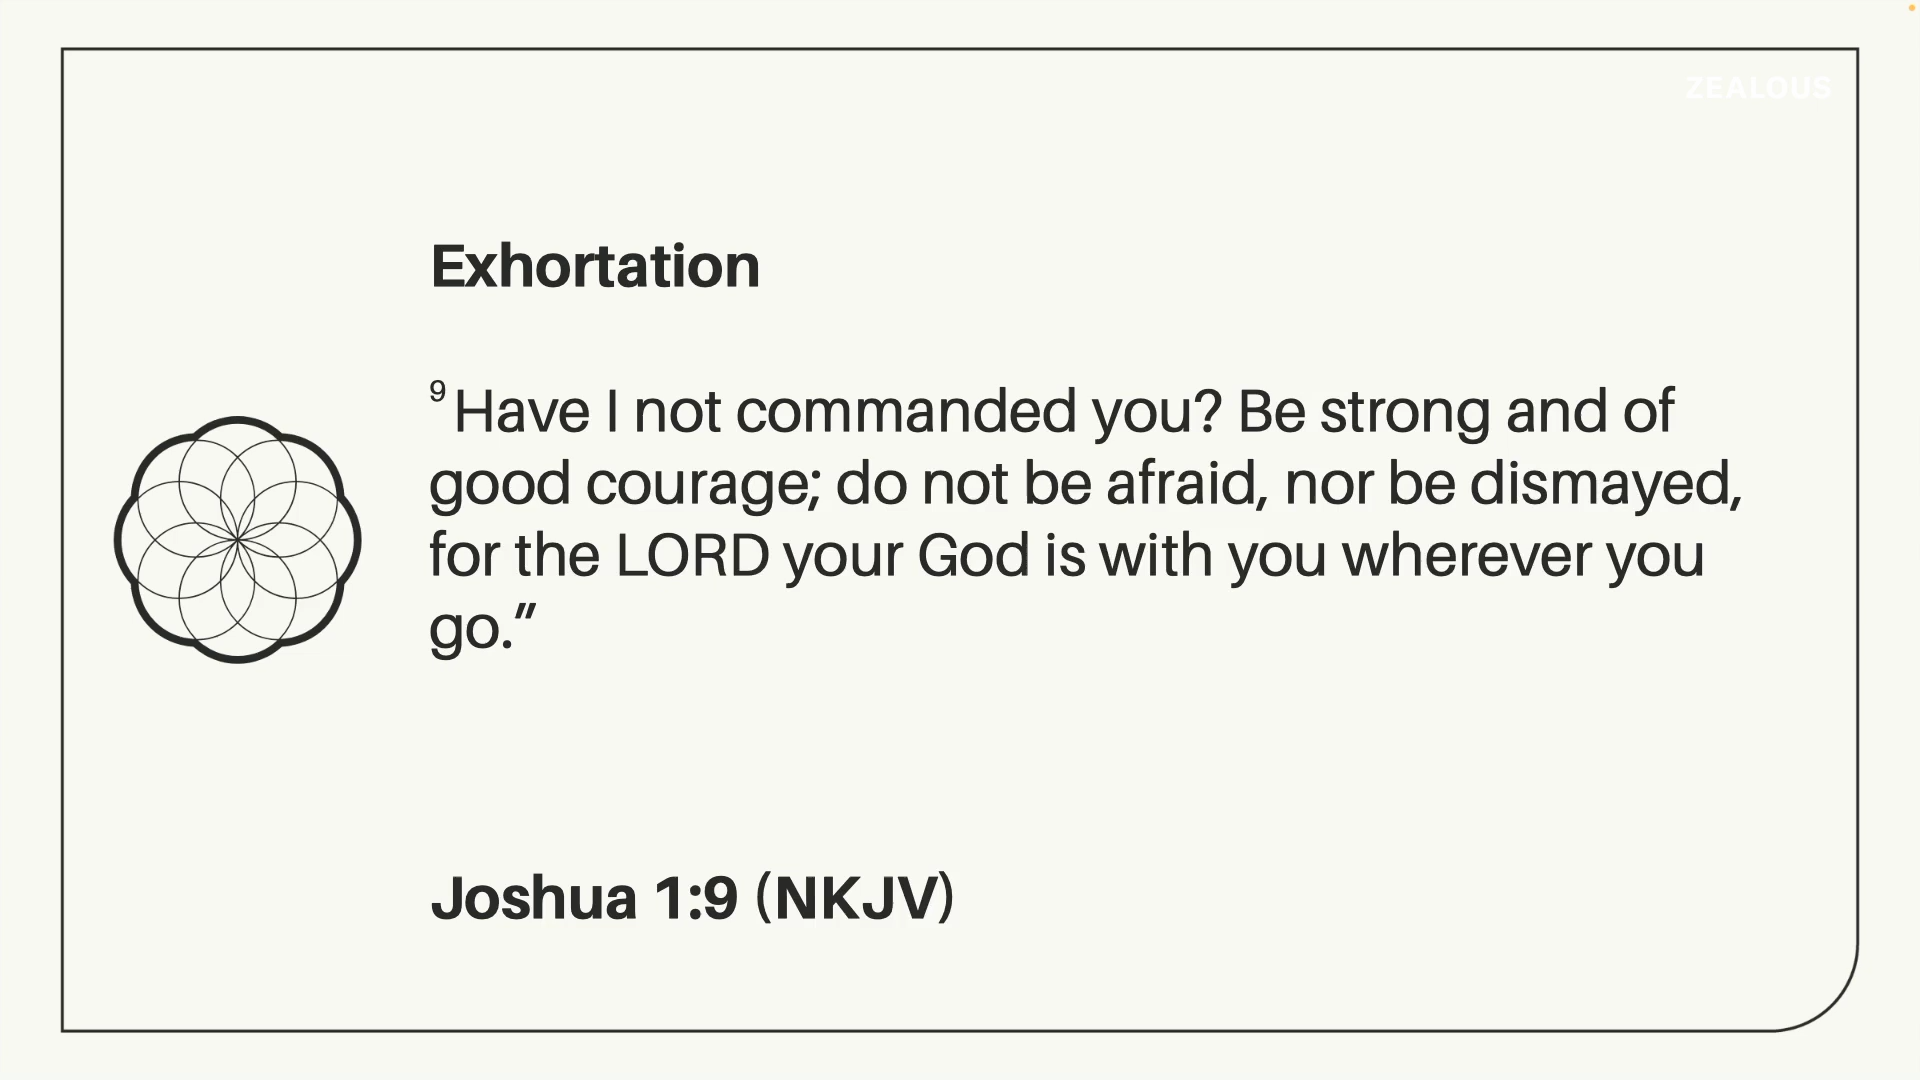 ZEALOUS
Exhortation
⁹ Have I not commanded you? Be strong and of
good courage; do not be afraid, nor be dismayed,
for the LORD your God is with you wherever you
go.”
Joshua 1:9 (NKJV)